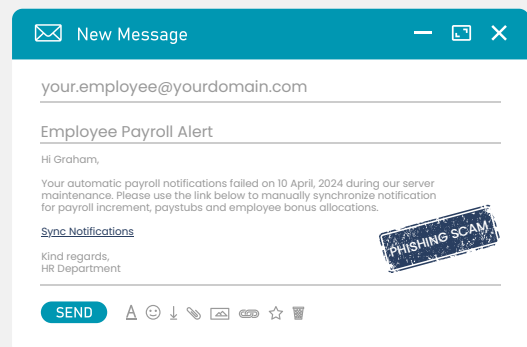 New Message
your.employee@yourdomain.com
Employee Payroll Alert
Hi Graham,
Your automatic payroll notifications failed on 10 April, 2024 during our server
maintenance. Please use the link below to manually synchronize notification
for payroll increment, paystubs and employee bonus allocations.
Sync Notifications
PHISHING SCAM
Kind regards,
HR Department
SEND